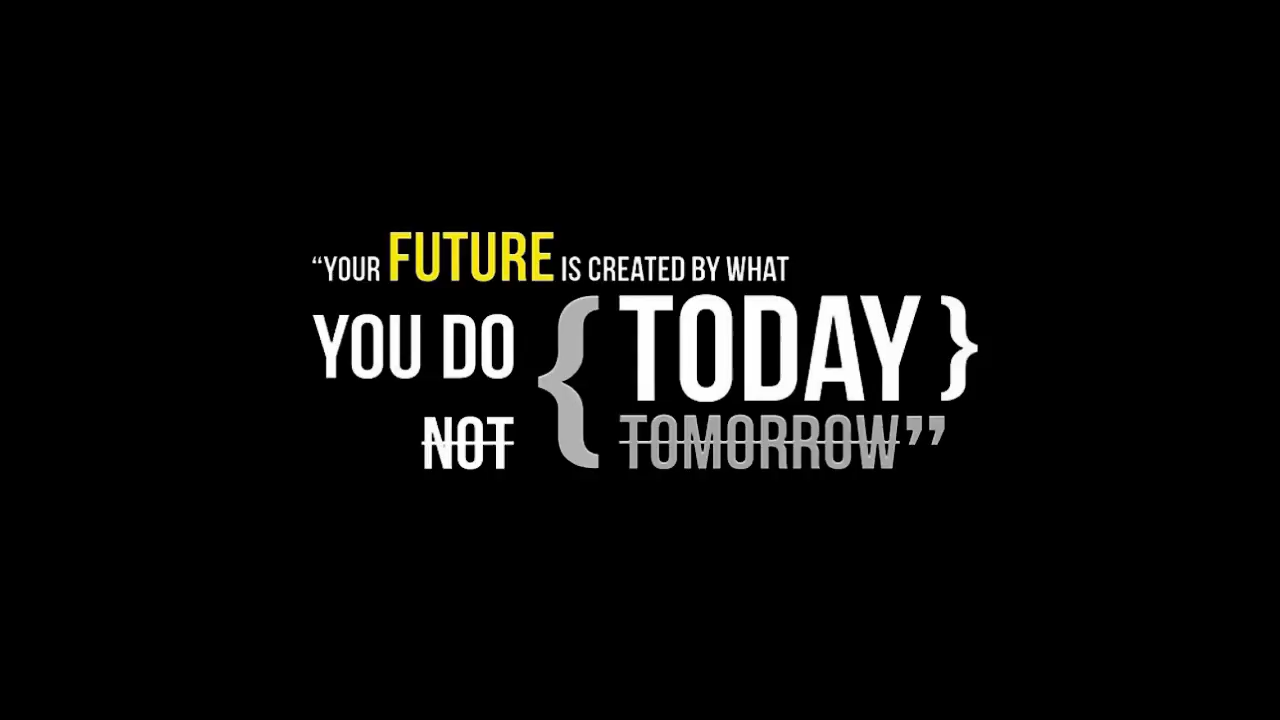 “YOUR FUTURE IS CREATED BY WHAT
YOU DO { TODAY }
NOT TOMORROW”